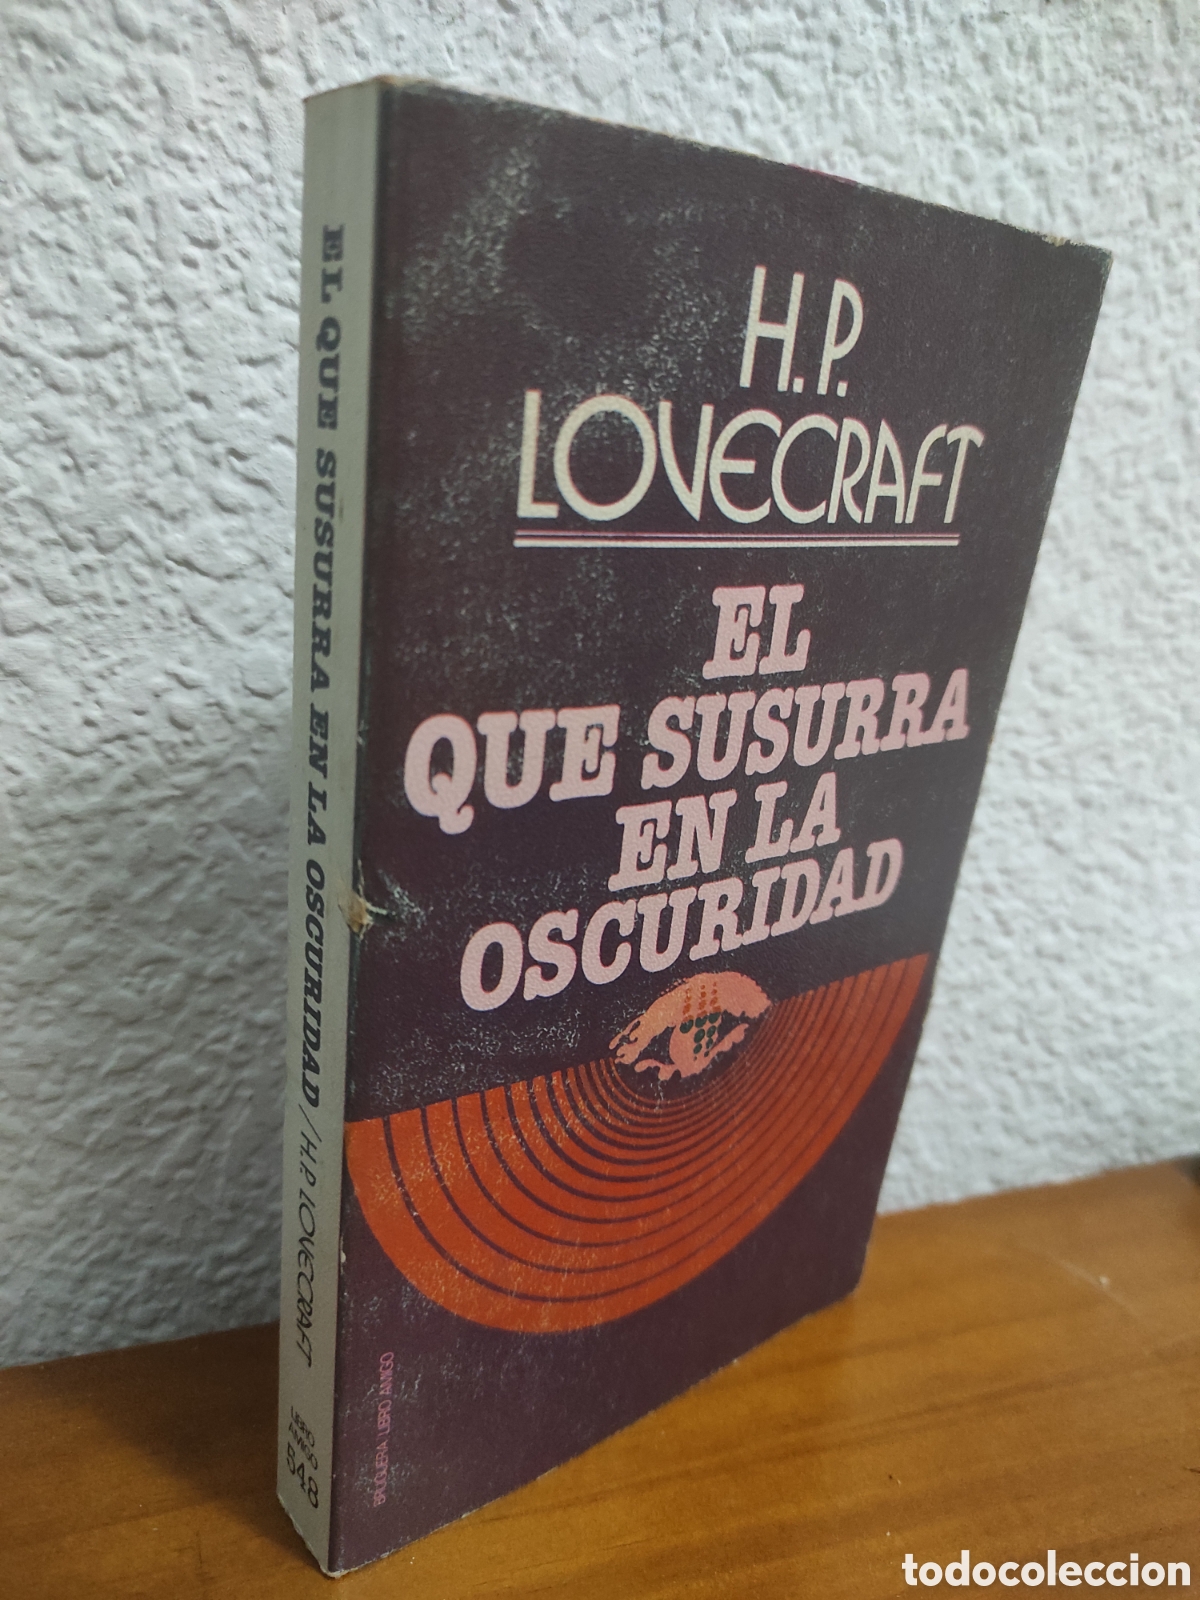 EL QUE SUSURRA EN LA OSCURIDAD / H.P. LOVECRAFT
LIBRO
AMIGO
548
H.P.
LOVECRAFT
EL
QUE SUSURRA
EN LA
OSCURIDAD
BRUGUERA LIBRO AMIGO
todocoleccion